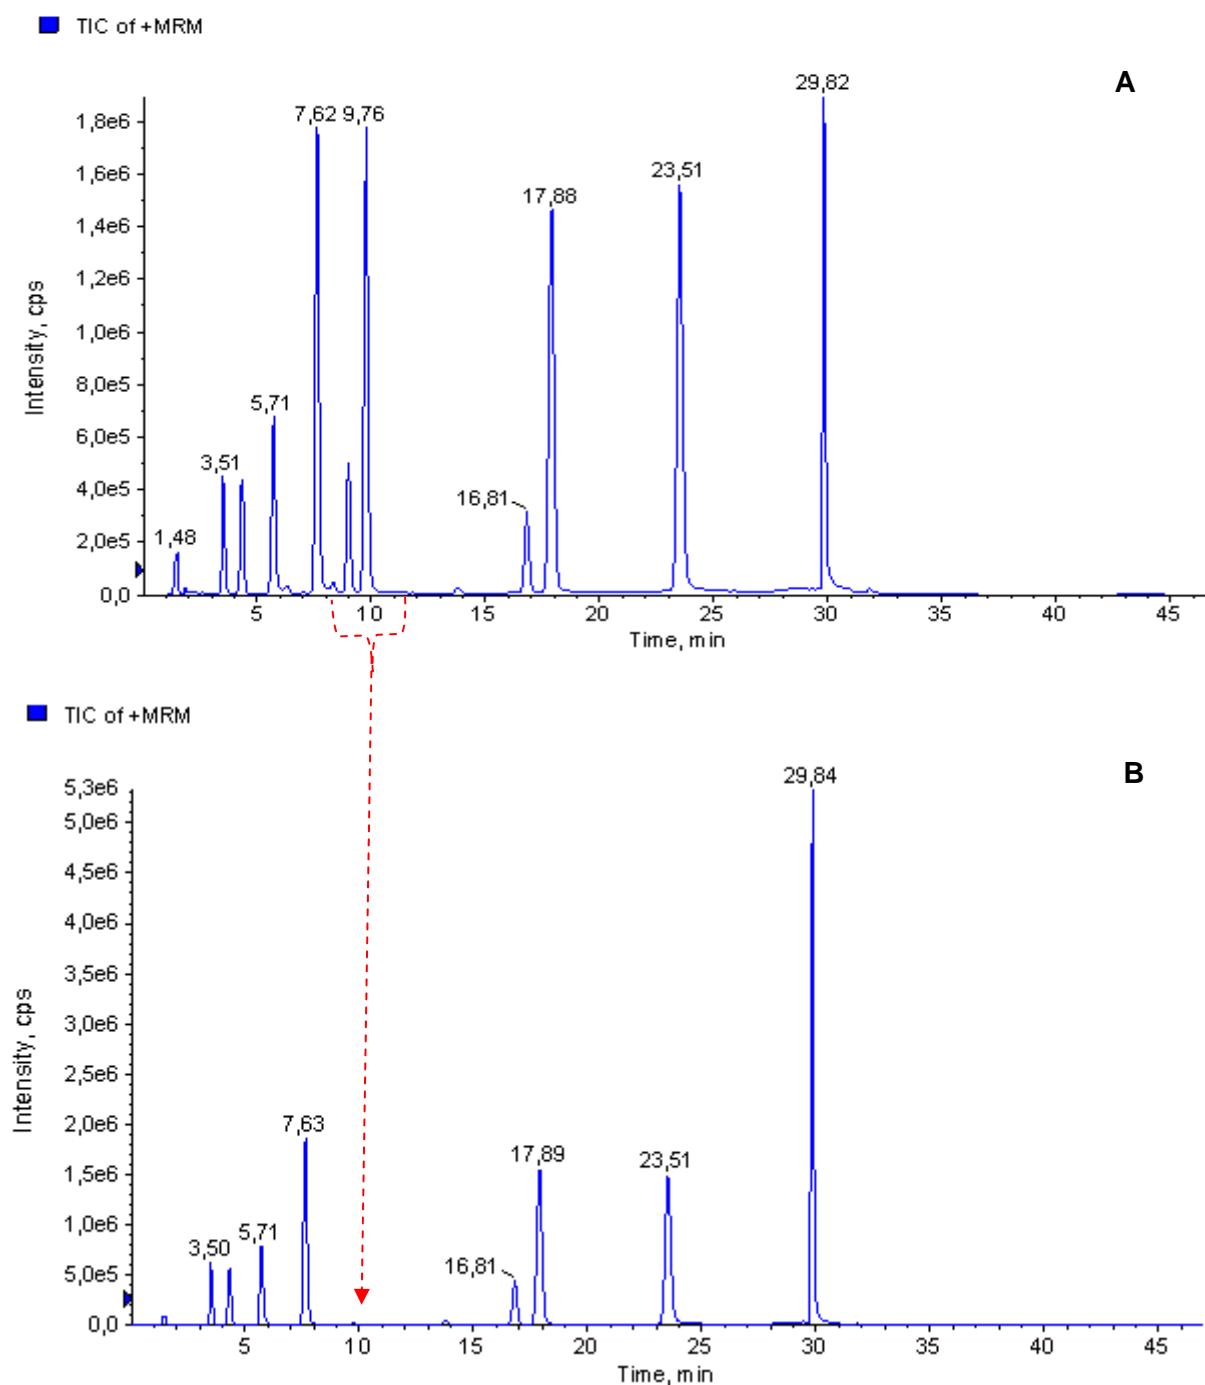 TIC of +MRM
A
29,82
7,62 9,76
1,8e6
1,6e6
23,51
17,88
1,4e6
1,2e6
Intensity, cps
1,0e6
8,0e5
5,71
6,0e5
3,51
16,81
4,0e5
1,48
2,0e5
0,0
5 10 15 20 25 30 35 40 45
Time, min
TIC of +MRM
B
29,84
5,3e6
5,0e6
4,5e6
4,0e6
3,5e6
Intensity, cps
3,0e6
2,5e6
2,0e6
7,63
17,89
23,51
1,5e6
1,0e6
3,50
5,71
16,81
5,0e5
0,0
5 10 15 20 25 30 35 40 45
Time, min